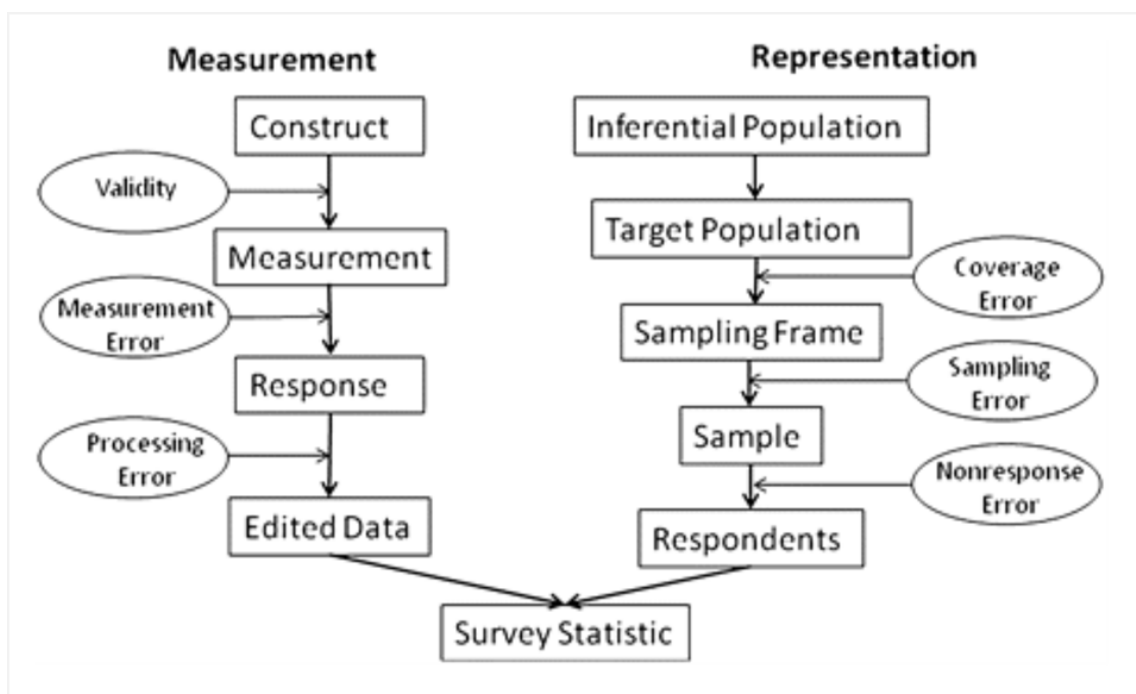 Measurement
Representation
Construct
Inferential Population
Validity
Target Population
Measurement
Coverage
Error
Measurement
Error
Sampling Frame
Response
Sampling
Error
Sample
Processing
Error
Nonresponse
Error
Edited Data
Respondents
Survey Statistic